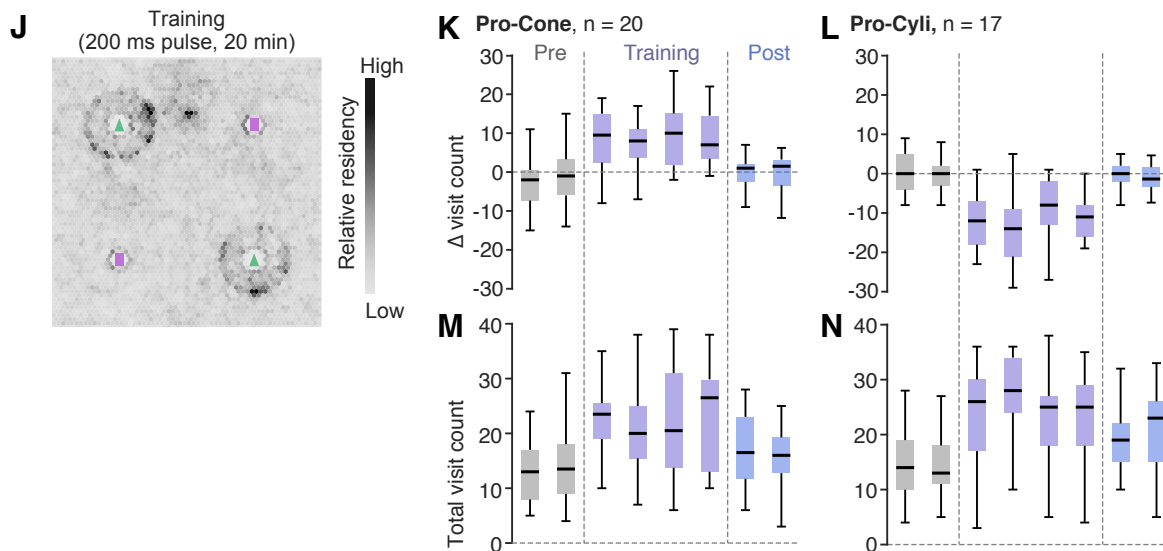 J
Training
(200 ms pulse, 20 min)
High
Relative residency
Low
K Pro-Cone, n = 20
Pre Training Post
Δ visit count
30
20
10
0
-10
-20
30
L Pro-Cyli, n = 17
30
20
10
0
-10
-20
-30
M
Total visit count
40
30
20
10
0
N
40
30
20
10
0